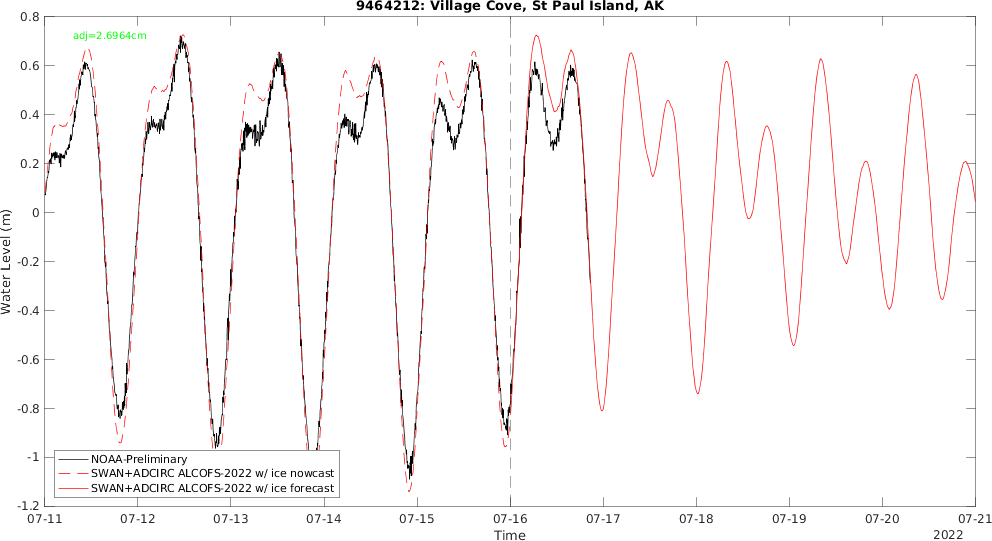 9464212: Village Cove, St Paul Island, AK
adj=2.6964cm
0.8
0.6
0.4
0.2
0
-0.2
-0.4
-0.6
-0.8
-1
-1.2
Water Level (m)
NOAA-Preliminary
SWAN+ADCIRC ALCOFS-2022 w/ ice nowcast
SWAN+ADCIRC ALCOFS-2022 w/ ice forecast
07-11 07-12 07-13 07-14 07-15 07-16 07-17 07-18 07-19 07-20 07-21
Time
2022